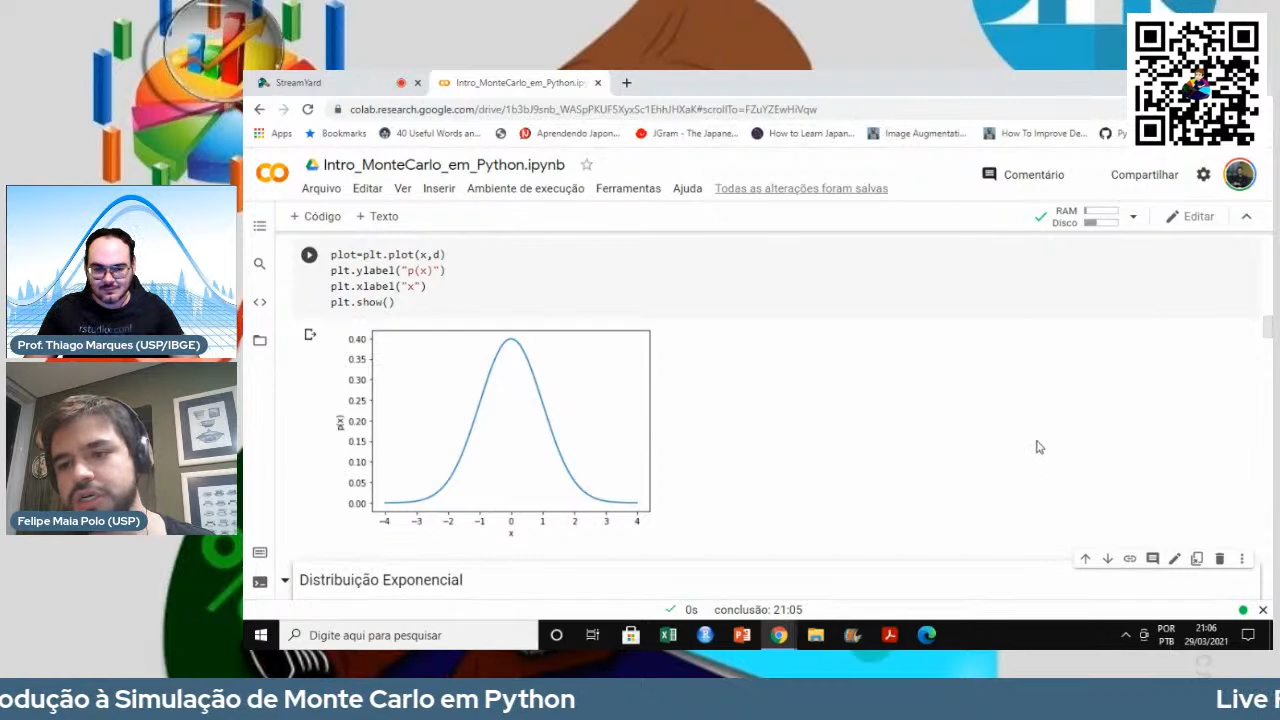 StreamYard
Intro_MonteCarlo_em_Python.ip
colab.research.google.com/drive/
Apps
Bookmarks
40 Useful Words an...
Aprendendo Japon...
JGram - The Japane...
How to Learn Japan...
Image Augmentati...
How To Improve De...
Py
Intro_MonteCarlo_em_Python.ipynb
Comentário
Compartilhar
Arquivo Editar Ver Inserir Ambiente de execução Ferramentas Ajuda Todas as alterações foram salvas
+ Código + Texto
RAM
Disco
Editar
plot=plt.plot(x,d)
plt.ylabel("p(x)")
plt.xlabel("x")
plt.show()
rstudio::conf
Prof. Thiago Marques (USP/IBGE)
Felipe Maia Polo (USP)
0.40
0.35
0.30
0.25
0.20
0.15
0.10
0.05
0.00
p(x)
−4 −3 −2 −1 0 1 2 3 4
x
Distribuição Exponencial
0s conclusão: 21:05
Digite aqui para pesquisar
POR
PTB
21:06
29/03/2021
odução à Simulação de Monte Carlo em Python
Live F